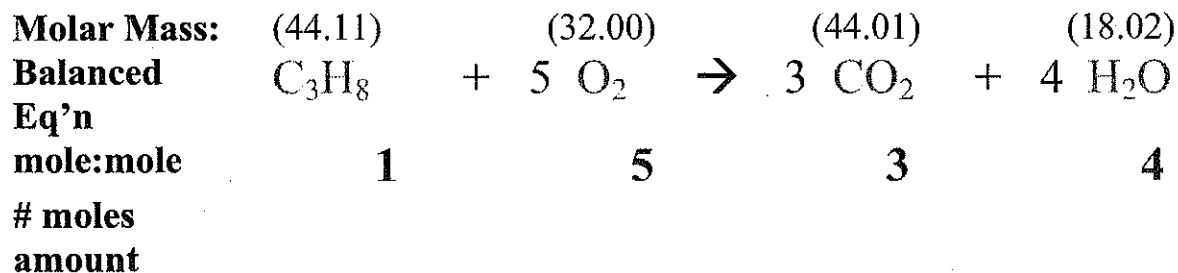 Molar Mass: (44.11) (32.00) (44.01) (18.02)
Balanced C₃H₈ + 5 O₂ → 3 CO₂ + 4 H₂O
Eq'n
mole:mole 1 5 3 4
# moles
amount